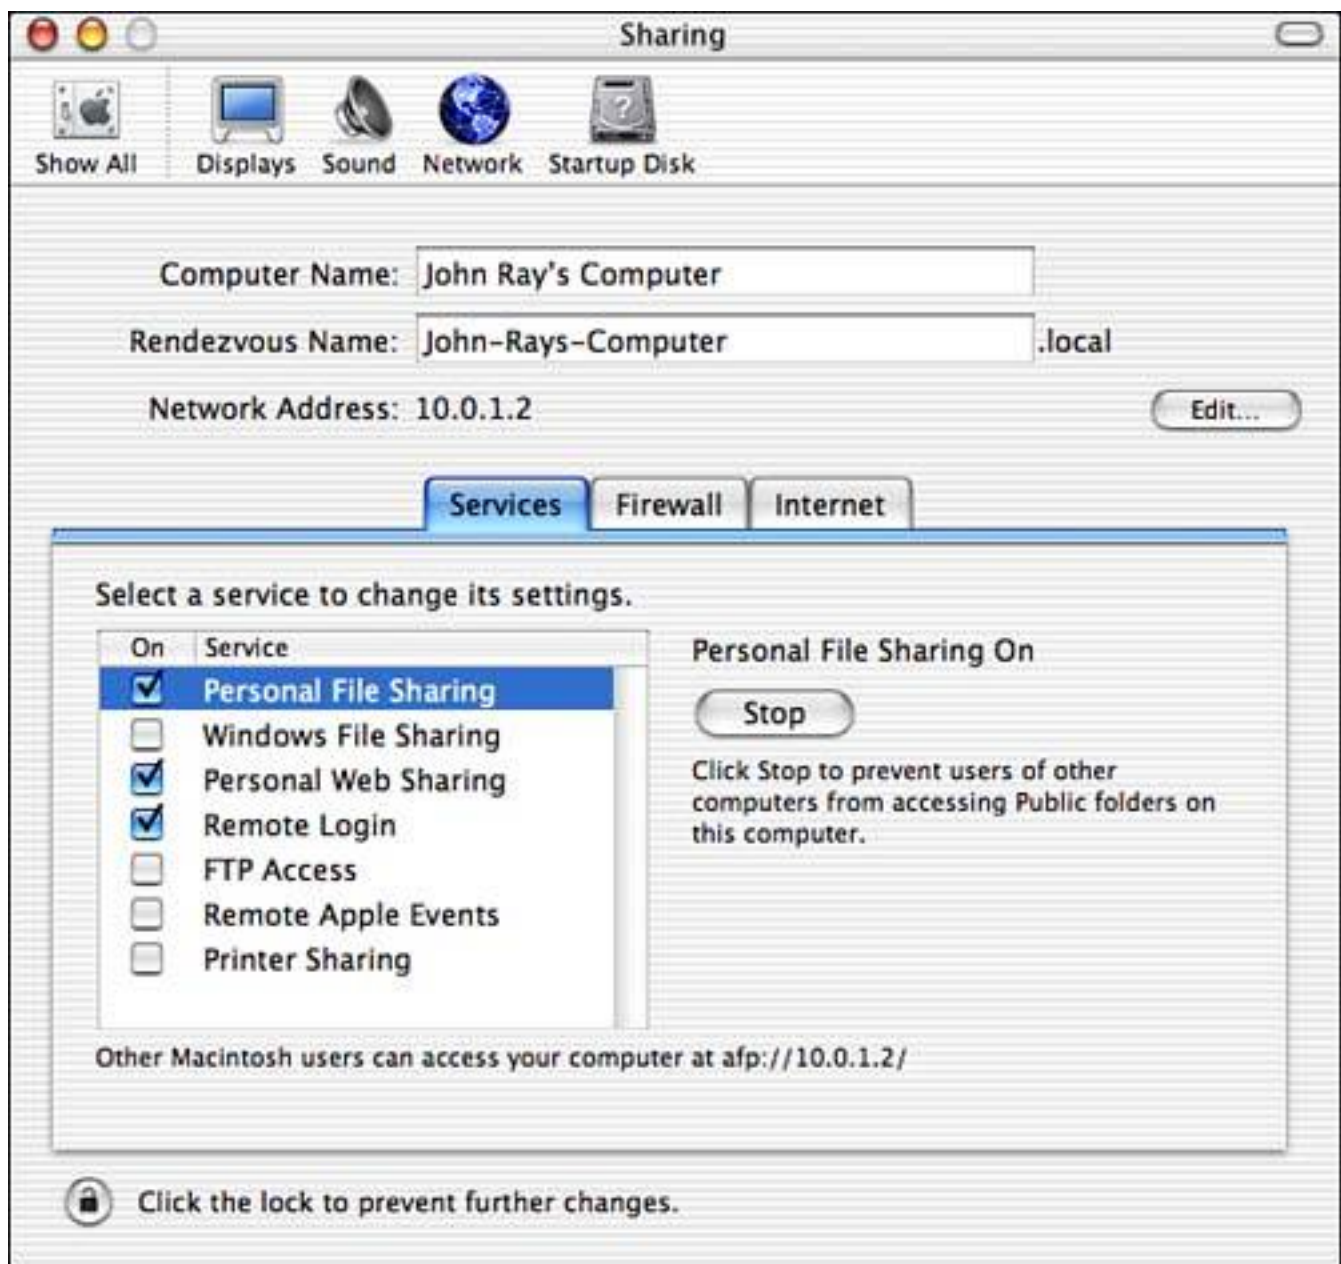 Sharing
Show All Displays Sound Network Startup Disk
Computer Name: John Ray's Computer
Rendezvous Name: John-Rays-Computer .local
Network Address: 10.0.1.2 Edit...
Services Firewall Internet
Select a service to change its settings.
On Service
Personal File Sharing
Windows File Sharing
Personal Web Sharing
Remote Login
FTP Access
Remote Apple Events
Printer Sharing
Personal File Sharing On
Stop
Click Stop to prevent users of other
computers from accessing Public folders on
this computer.
Other Macintosh users can access your computer at afp://10.0.1.2/
Click the lock to prevent further changes.